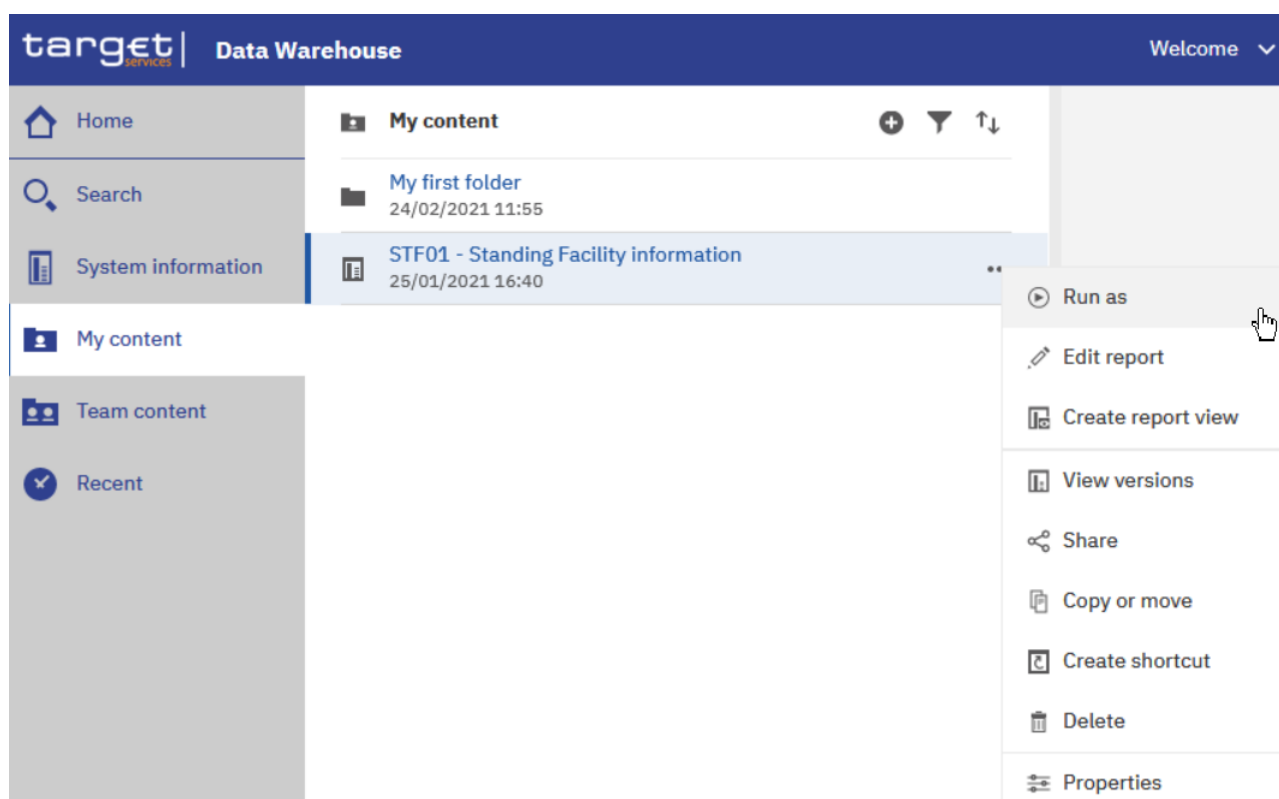 target| Data Warehouse Welcome
services
Home
Search
System information
My content
Team content
Recent
My content
My first folder
24/02/2021 11:55
STF01 - Standing Facility information
25/01/2021 16:40
Run as
Edit report
Create report view
View versions
Share
Copy or move
Create shortcut
Delete
Properties